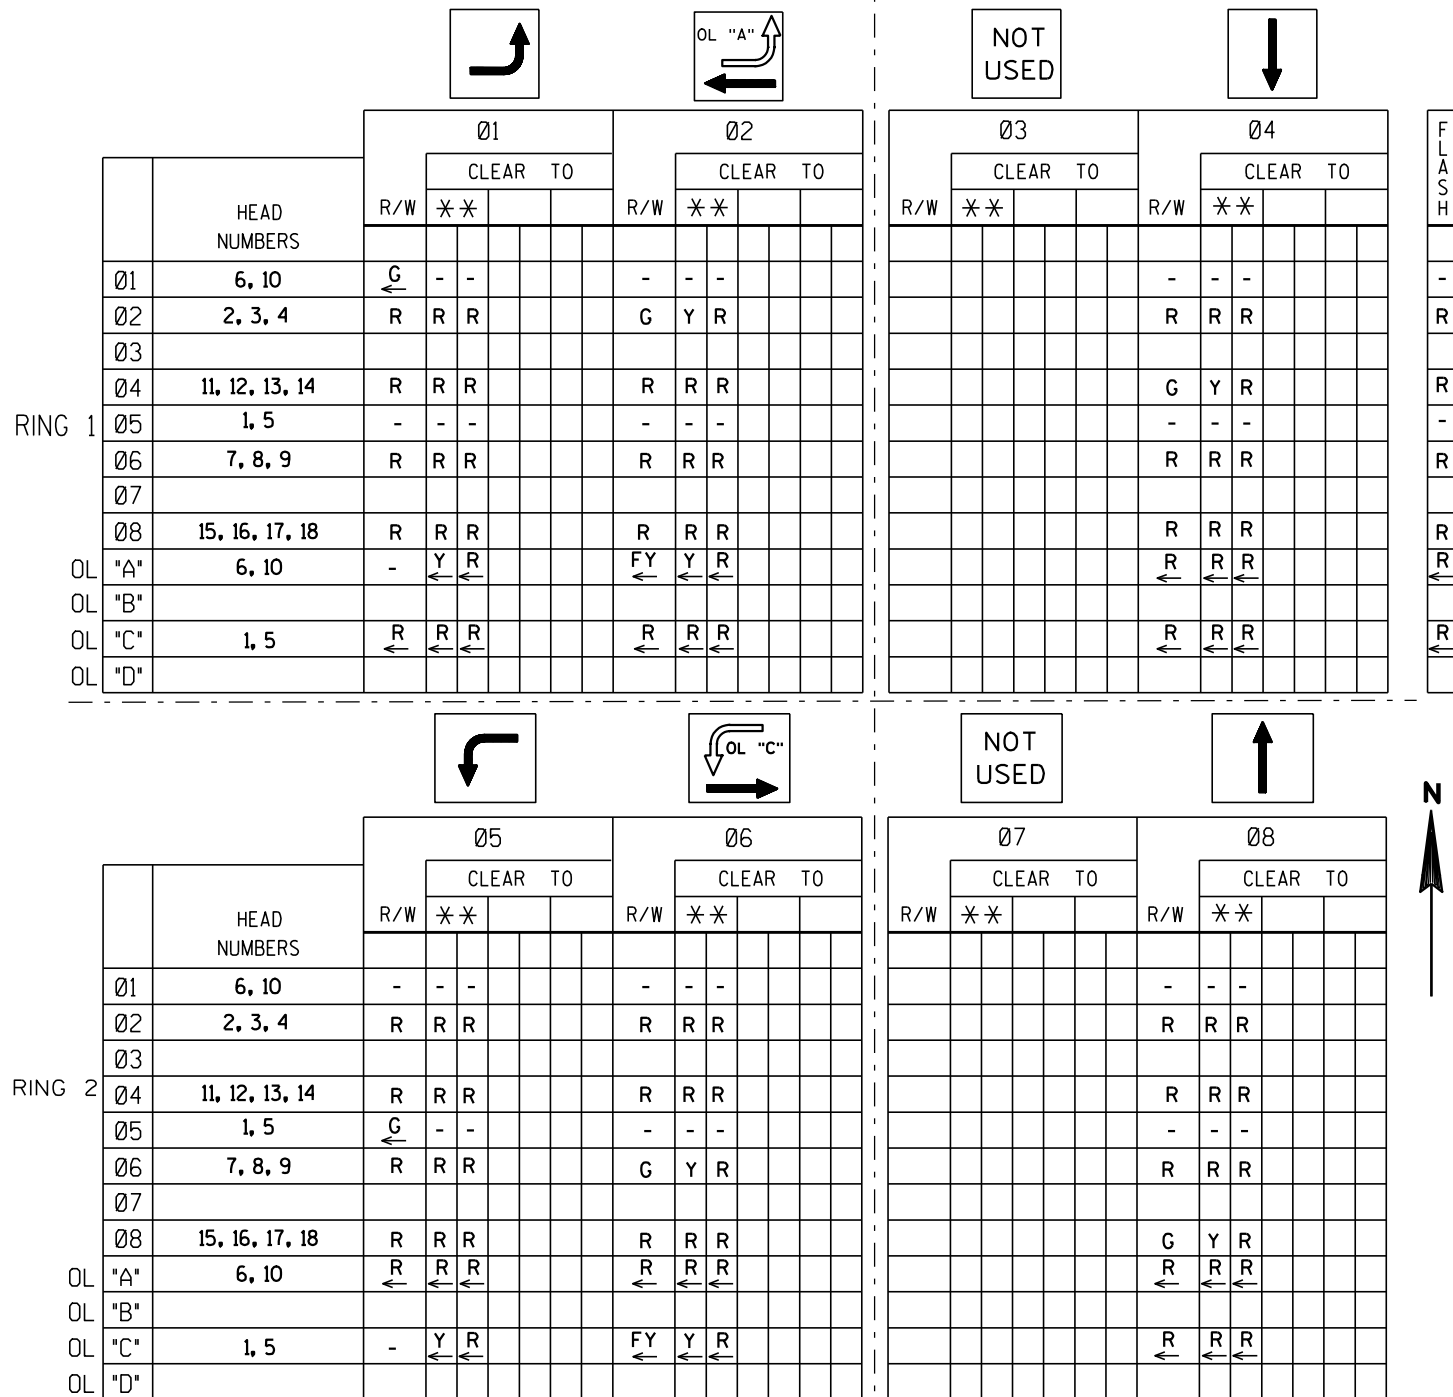 OL "A"
NOT
USED
Ø1 Ø2 Ø3 Ø4
FLASH
CLEAR TO CLEAR TO CLEAR TO CLEAR TO
HEAD
NUMBERS
R/W ** R/W ** R/W ** R/W **
Ø1 6, 10 G - - - - - - - - -
Ø2 2, 3, 4 R R R G Y R R R R R
Ø3
Ø4 11, 12, 13, 14 R R R R R R G Y R R
RING 1
Ø5 1, 5 - - - - - - - - - -
Ø6 7, 8, 9 R R R R R R R R R R
Ø7
Ø8 15, 16, 17, 18 R R R R R R R R R R
OL "A" 6, 10 - Y R FY Y R R R R R
OL "B"
OL "C" 1, 5 R R R R R R R R R R
OL "D"
OL "C"
NOT
USED
N
Ø5 Ø6 Ø7 Ø8
CLEAR TO CLEAR TO CLEAR TO CLEAR TO
HEAD
NUMBERS
R/W ** R/W ** R/W ** R/W **
Ø1 6, 10 - - - - - - - - -
Ø2 2, 3, 4 R R R R R R R R R
Ø3
RING 2
Ø4 11, 12, 13, 14 R R R R R R R R R
Ø5 1, 5 G - - - - - - - -
Ø6 7, 8, 9 R R R G Y R R R R
Ø7
Ø8 15, 16, 17, 18 R R R R R R G Y R
OL "A" 6, 10 R R R R R R R R R
OL "B"
OL "C" 1, 5 - Y R FY Y R R R R
OL "D"